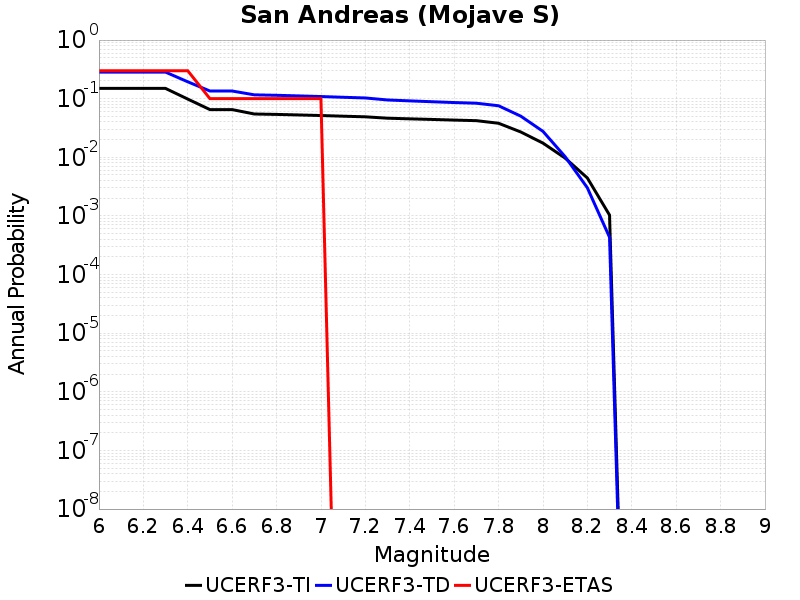 San Andreas (Mojave S)
Annual Probability
10^0
10^-1
10^-2
10^-3
10^-4
10^-5
10^-6
10^-7
10^-8
6 6.2 6.4 6.6 6.8 7 7.2 7.4 7.6 7.8 8 8.2 8.4 8.6 8.8 9
Magnitude
UCERF3-TI UCERF3-TD UCERF3-ETAS